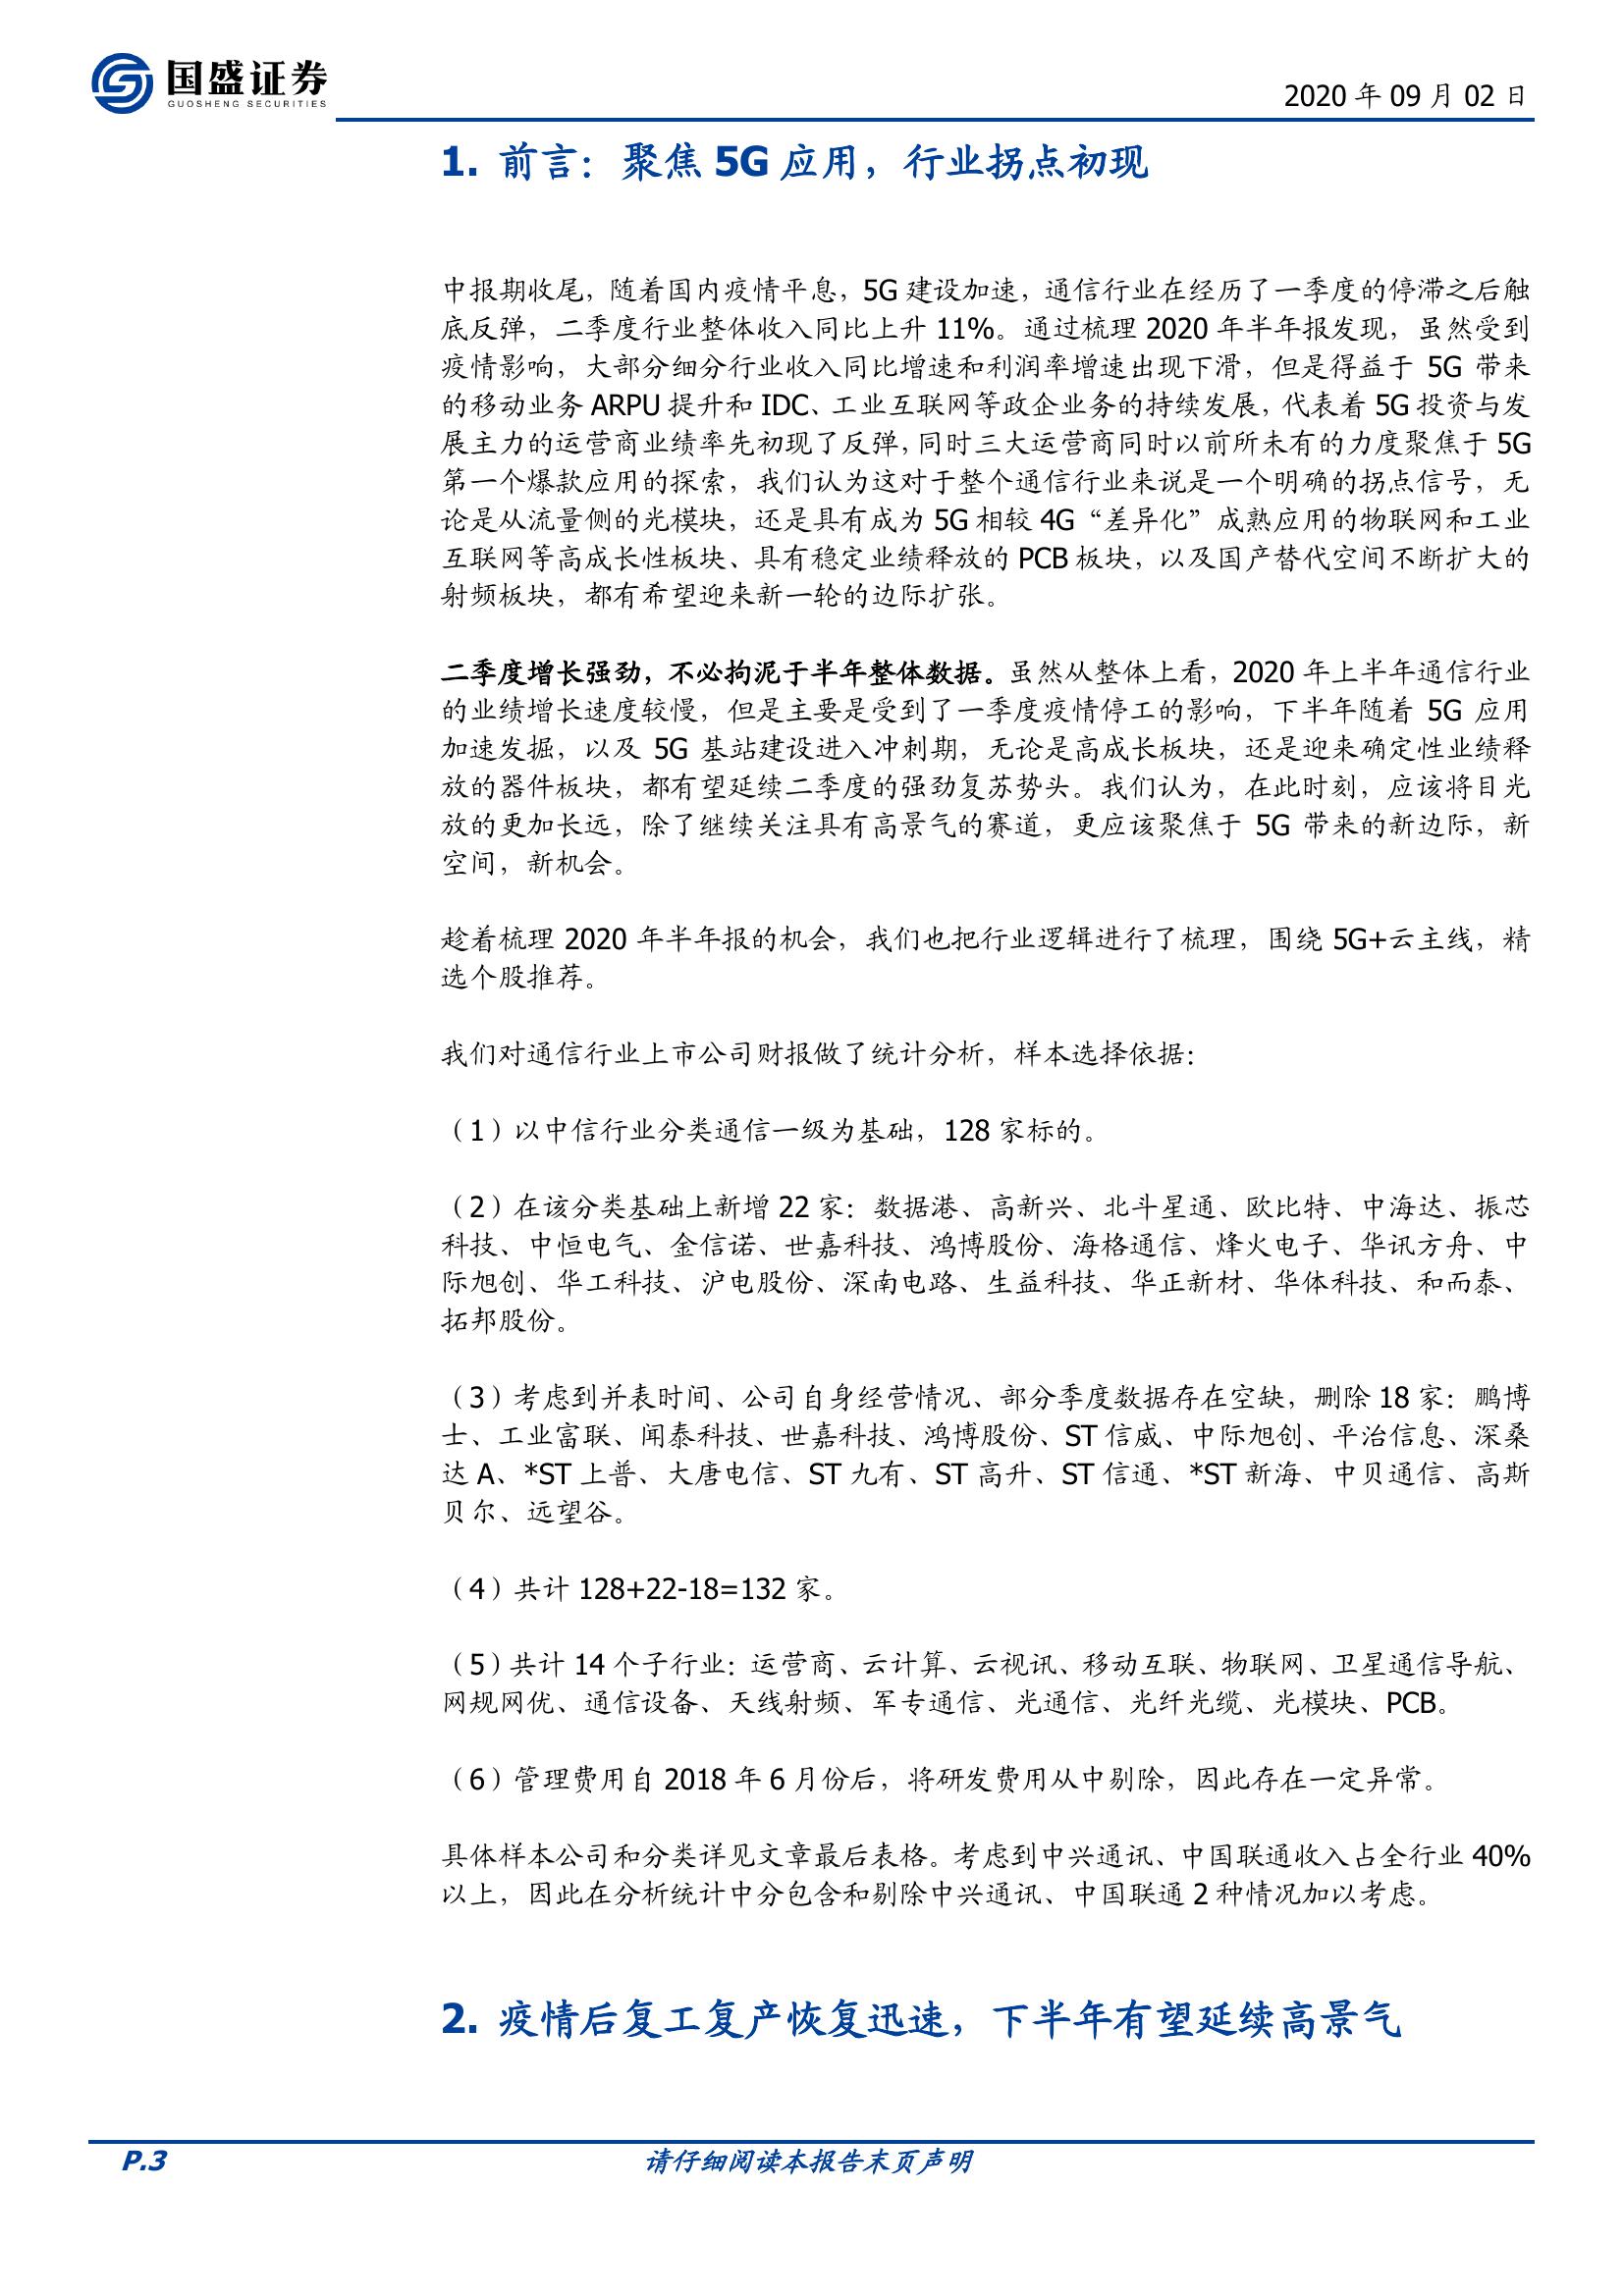 国盛证券
GUOSHENG SECURITIES
2020 年 09 月 02 日
1. 前言：聚焦 5G 应用，行业拐点初现
中报期收尾，随着国内疫情平息，5G 建设加速，通信行业在经历了一季度的停滞之后触
底反弹，二季度行业整体收入同比上升 11%。通过梳理 2020 年半年报发现，虽然受到
疫情影响，大部分细分行业收入同比增速和利润率增速出现下滑，但是得益于 5G 带来
的移动业务 ARPU 提升和 IDC、工业互联网等政企业务的持续发展，代表着 5G 投资与发
展主力的运营商业绩率先初现了反弹，同时三大运营商同时以前所未有的力度聚焦于 5G
第一个爆款应用的探索，我们认为这对于整个通信行业来说是一个明确的拐点信号，无
论是从流量侧的光模块，还是具有成为 5G 相较 4G“差异化”成熟应用的物联网和工业
互联网等高成长性板块、具有稳定业绩释放的 PCB 板块，以及国产替代空间不断扩大的
射频板块，都有希望迎来新一轮的边际扩张。
二季度增长强劲，不必拘泥于半年整体数据。虽然从整体上看，2020 年上半年通信行业
的业绩增长速度较慢，但是主要是受到了一季度疫情停工的影响，下半年随着 5G 应用
加速发掘，以及 5G 基站建设进入冲刺期，无论是高成长板块，还是迎来确定性业绩释
放的器件板块，都有望延续二季度的强劲复苏势头。我们认为，在此时刻，应该将目光
放的更加长远，除了继续关注具有高景气的赛道，更应该聚焦于 5G 带来的新边际，新
空间，新机会。
趁着梳理 2020 年半年报的机会，我们也把行业逻辑进行了梳理，围绕 5G+云主线，精
选个股推荐。
我们对通信行业上市公司财报做了统计分析，样本选择依据：
（1）以中信行业分类通信一级为基础，128 家标的。
（2）在该分类基础上新增 22 家：数据港、高新兴、北斗星通、欧比特、中海达、振芯
科技、中恒电气、金信诺、世嘉科技、鸿博股份、海格通信、烽火电子、华讯方舟、中
际旭创、华工科技、沪电股份、深南电路、生益科技、华正新材、华体科技、和而泰、
拓邦股份。
（3）考虑到并表时间、公司自身经营情况、部分季度数据存在空缺，删除 18 家：鹏博
士、工业富联、闻泰科技、世嘉科技、鸿博股份、ST 信威、中际旭创、平治信息、深桑
达 A、*ST 上普、大唐电信、ST 九有、ST 高升、ST 信通、*ST 新海、中贝通信、高斯
贝尔、远望谷。
（4）共计 128+22-18=132 家。
（5）共计 14 个子行业：运营商、云计算、云视讯、移动互联、物联网、卫星通信导航、
网规网优、通信设备、天线射频、军专通信、光通信、光纤光缆、光模块、PCB。
（6）管理费用自 2018 年 6 月份后，将研发费用从中剔除，因此存在一定异常。
具体样本公司和分类详见文章最后表格。考虑到中兴通讯、中国联通收入占全行业 40%
以上，因此在分析统计中分包含和剔除中兴通讯、中国联通 2 种情况加以考虑。
2. 疫情后复工复产恢复迅速，下半年有望延续高景气
P.3
请仔细阅读本报告末页声明